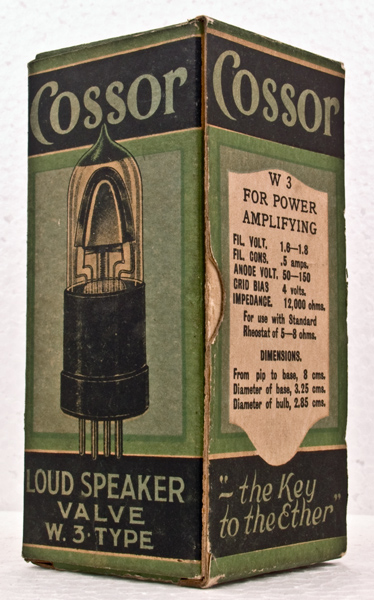 Cossor
LOUD SPEAKER
VALVE
W.3·TYPE
Cossor
W 3
FOR POWER
AMPLIFYING
FIL. VOLT. 1.6—1.8
FIL. CONS. .5 amps.
ANODE VOLT. 50—150
GRID BIAS 4 volts.
IMPEDANCE. 12,000 ohms.
For use with Standard
Rheostat of 5—8 ohms.
DIMENSIONS.
From pip to base, 8 cms.
Diameter of base, 3.25 cms.
Diameter of bulb, 2.85 cms.
"- the Key
to the Ether"